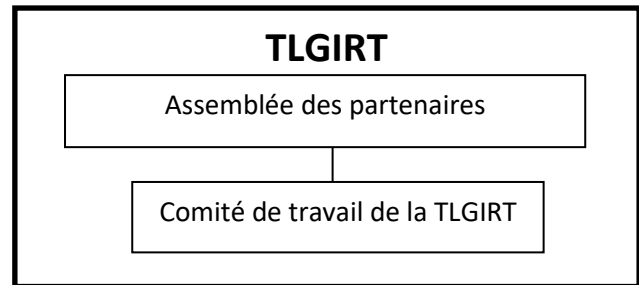 TLGIRT
Assemblée des partenaires
Comité de travail de la TLGIRT